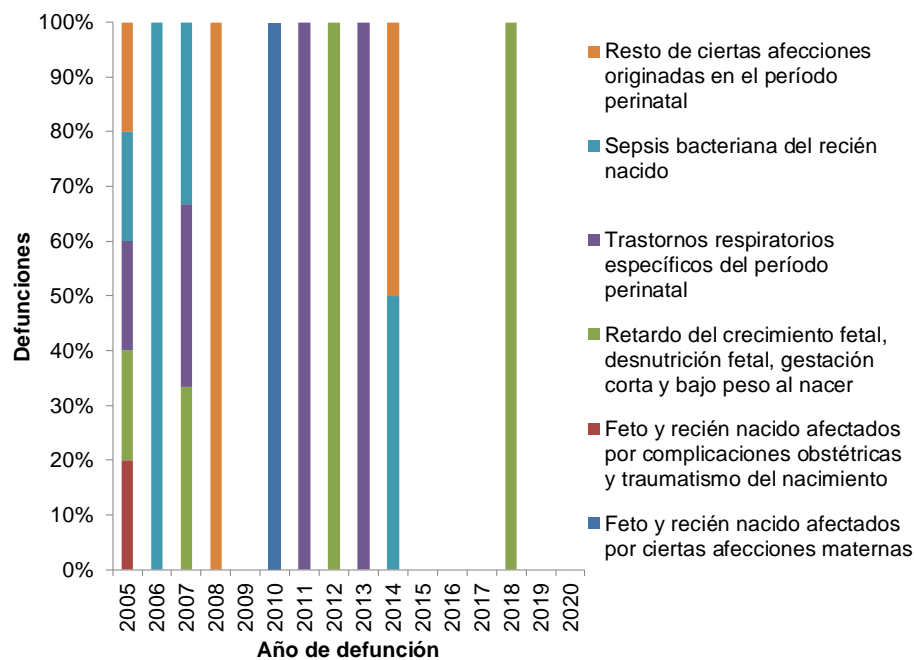 Defunciones
100%
90%
80%
70%
60%
50%
40%
30%
20%
10%
0%
2005
2006
2007
2008
2009
2010
2011
2012
2013
2014
2015
2016
2017
2018
2019
2020
Año de defunción
Resto de ciertas afecciones
originadas en el período
perinatal
Sepsis bacteriana del recién
nacido
Trastornos respiratorios
específicos del período
perinatal
Retardo del crecimiento fetal,
desnutrición fetal, gestación
corta y bajo peso al nacer
Feto y recién nacido afectados
por complicaciones obstétricas
y traumatismo del nacimiento
Feto y recién nacido afectados
por ciertas afecciones maternas